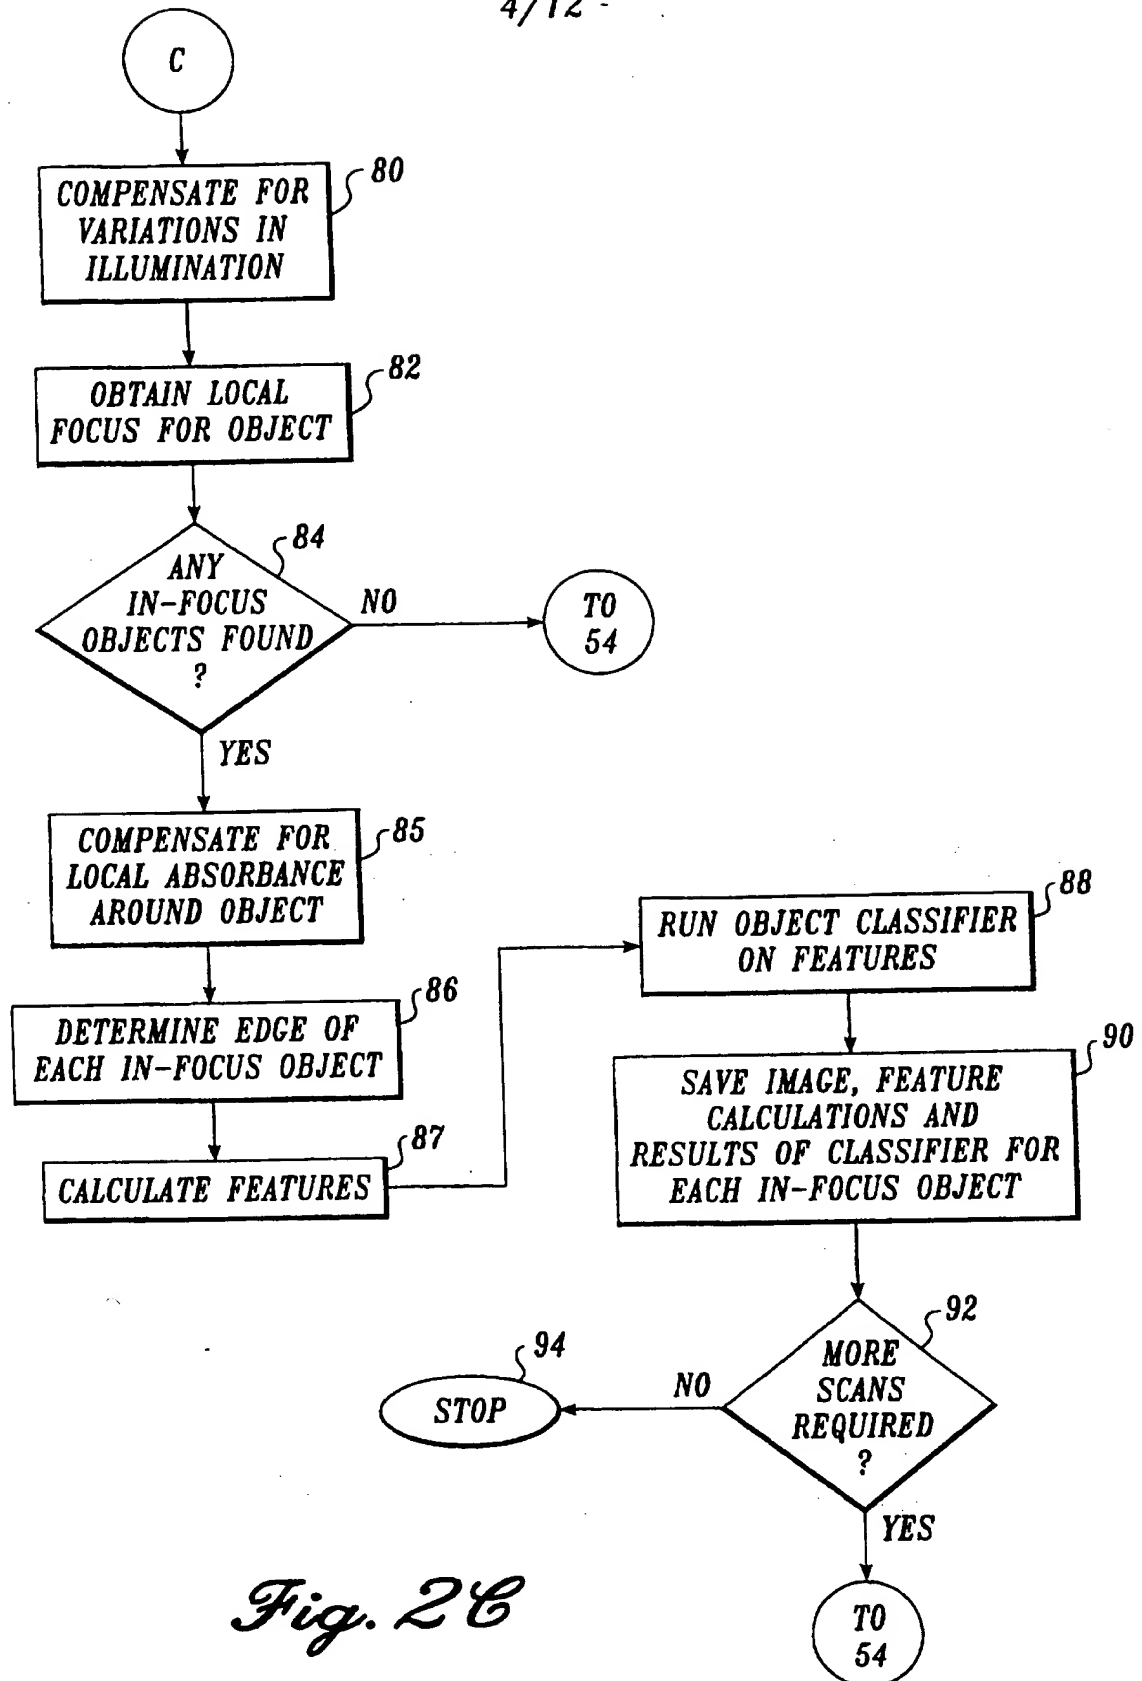 4/12 -
C
80
COMPENSATE FOR
VARIATIONS IN
ILLUMINATION
82
OBTAIN LOCAL
FOCUS FOR OBJECT
84
ANY
IN-FOCUS
OBJECTS FOUND
?
NO
TO
54
YES
85
COMPENSATE FOR
LOCAL ABSORBANCE
AROUND OBJECT
86
DETERMINE EDGE OF
EACH IN-FOCUS OBJECT
87
CALCULATE FEATURES
88
RUN OBJECT CLASSIFIER
ON FEATURES
90
SAVE IMAGE, FEATURE
CALCULATIONS AND
RESULTS OF CLASSIFIER FOR
EACH IN-FOCUS OBJECT
92
MORE
SCANS
REQUIRED
?
NO
94
STOP
YES
TO
54
Fig. 2C